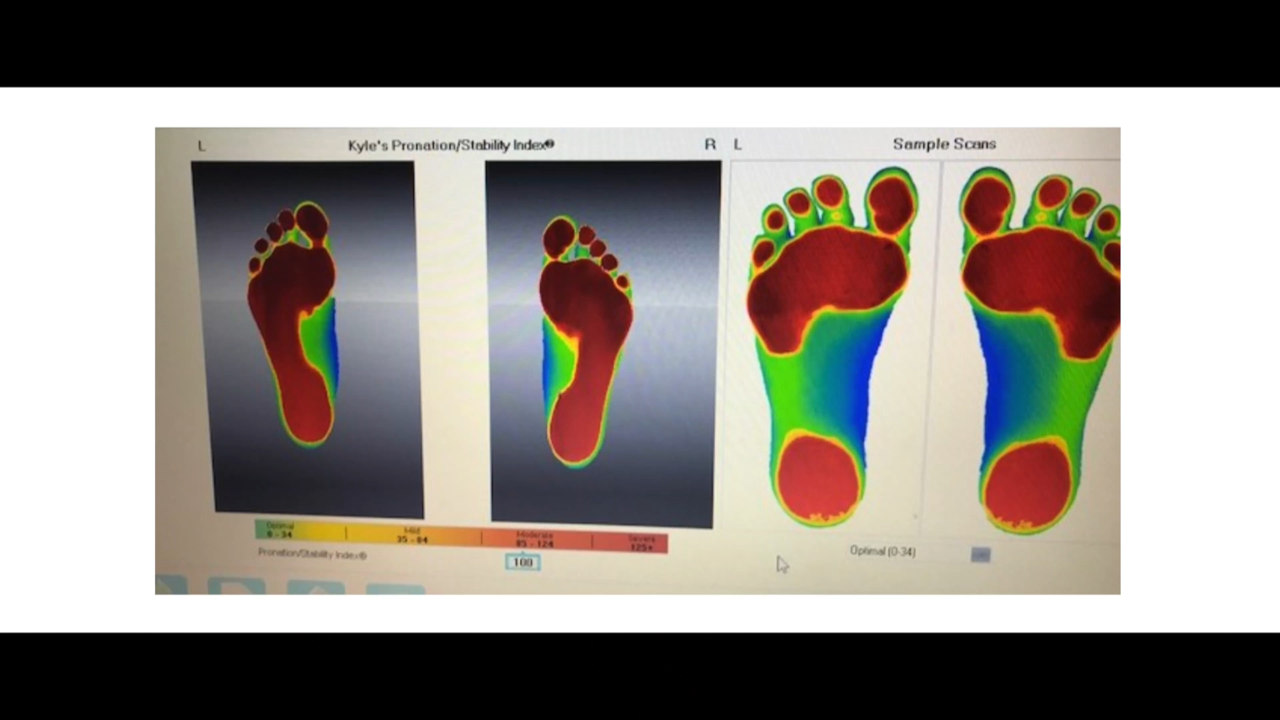 L
Kyle's Pronation/Stability Index®
R
L
Sample Scans
Optimal
0 - 34
Mild
35 - 84
Moderate
85 - 124
Severe
125+
Pronation/Stability Index®
100
Optimal (0-34)